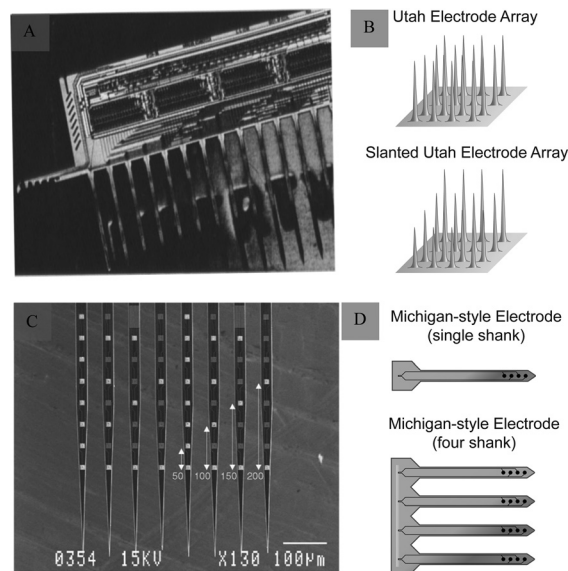 A
B
Utah Electrode Array
Slanted Utah Electrode Array
C
50
100
150
200
0354 15KV X130 100μm
D
Michigan-style Electrode
(single shank)
Michigan-style Electrode
(four shank)